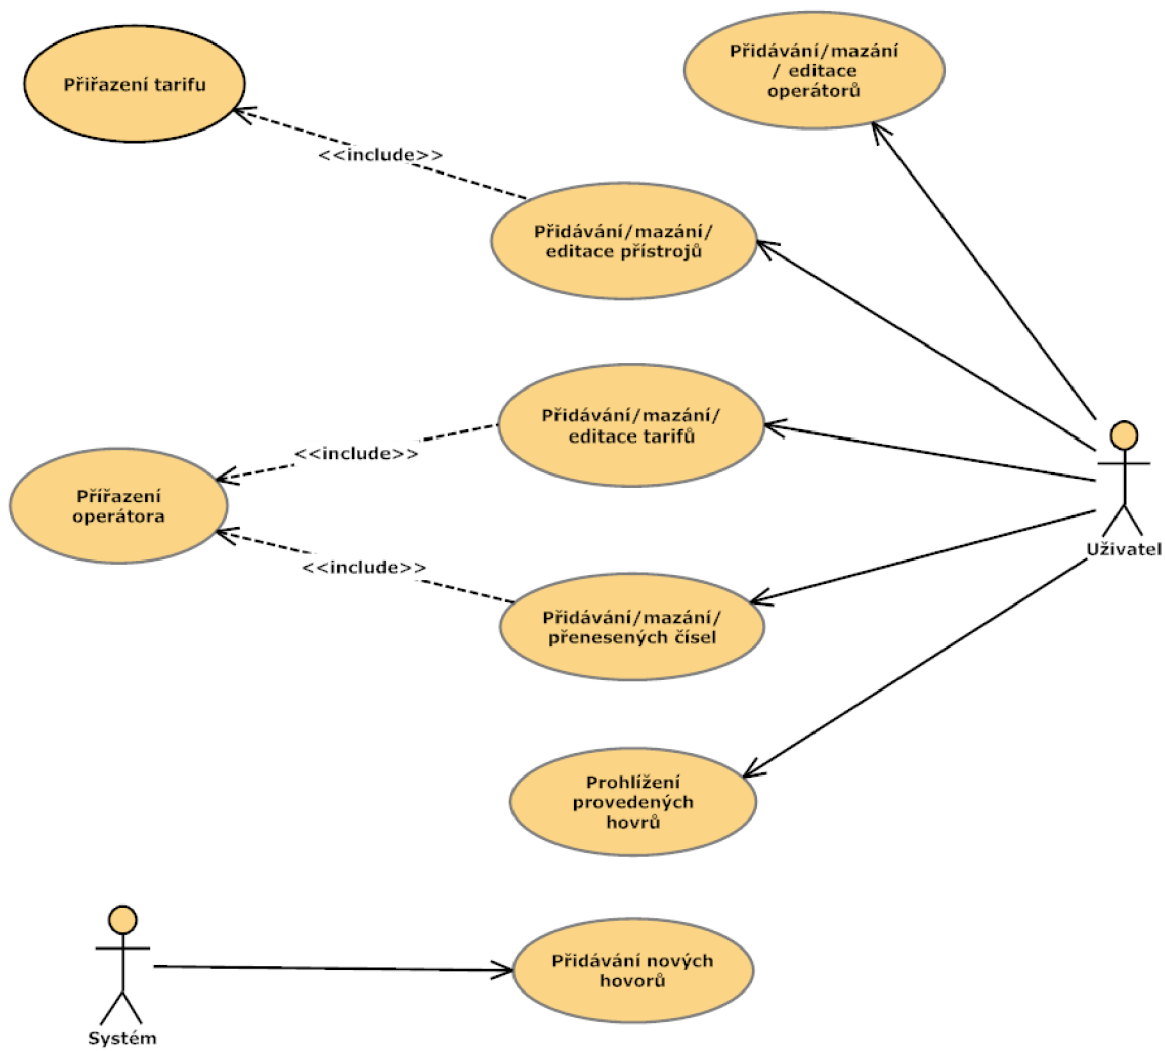 Přidávání/mazání
/ editace
operátorů
Přiřazení tarifu
<<include>>
Přidávání/mazání/
editace přístrojů
Přidávání/mazání/
editace tarifů
<<include>>
Přířazení
operátora
Uživatel
<<include>>
Přidávání/mazání/
přenesených čísel
Prohlížení
provedených
hovrů
Přidávání nových
hovorů
Systém